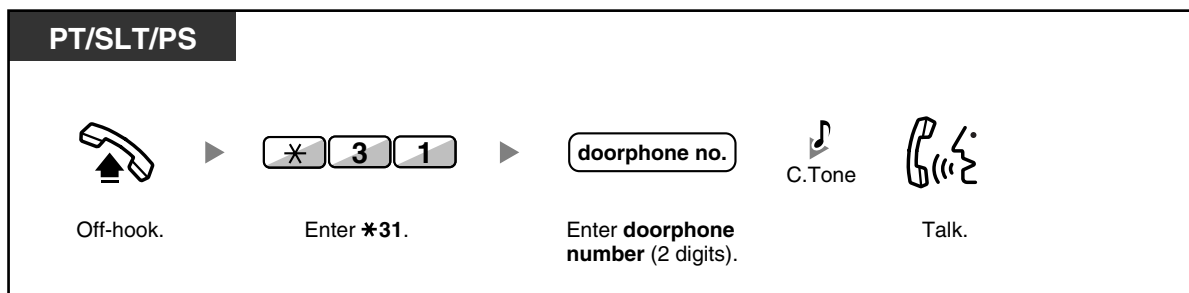 PT/SLT/PS
✳ 3 1
doorphone no.
C.Tone
Off-hook.
Enter ✳31.
Enter doorphone
number (2 digits).
Talk.